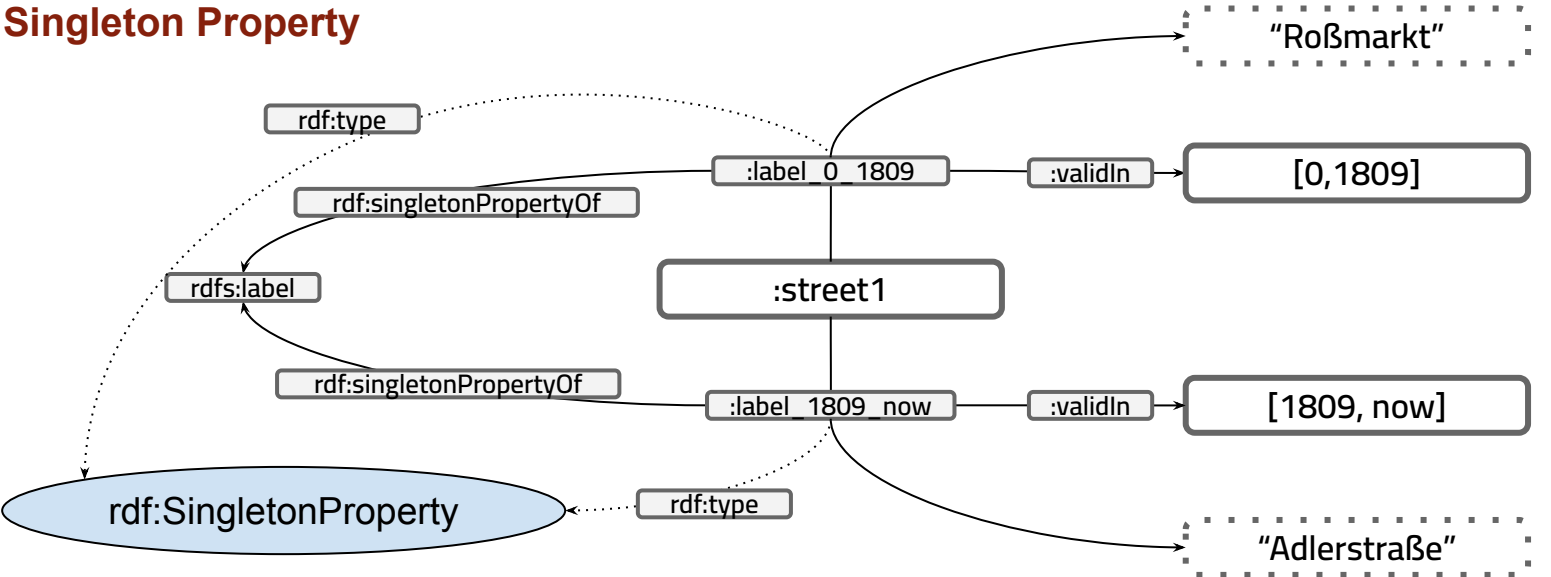 Singleton Property
“Roßmarkt”
rdf:type
:label_0_1809
:validIn
[0,1809]
rdf:singletonPropertyOf
rdfs:label
:street1
rdf:singletonPropertyOf
:label_1809_now
:validIn
[1809, now]
rdf:SingletonProperty
rdf:type
“Adlerstraße”